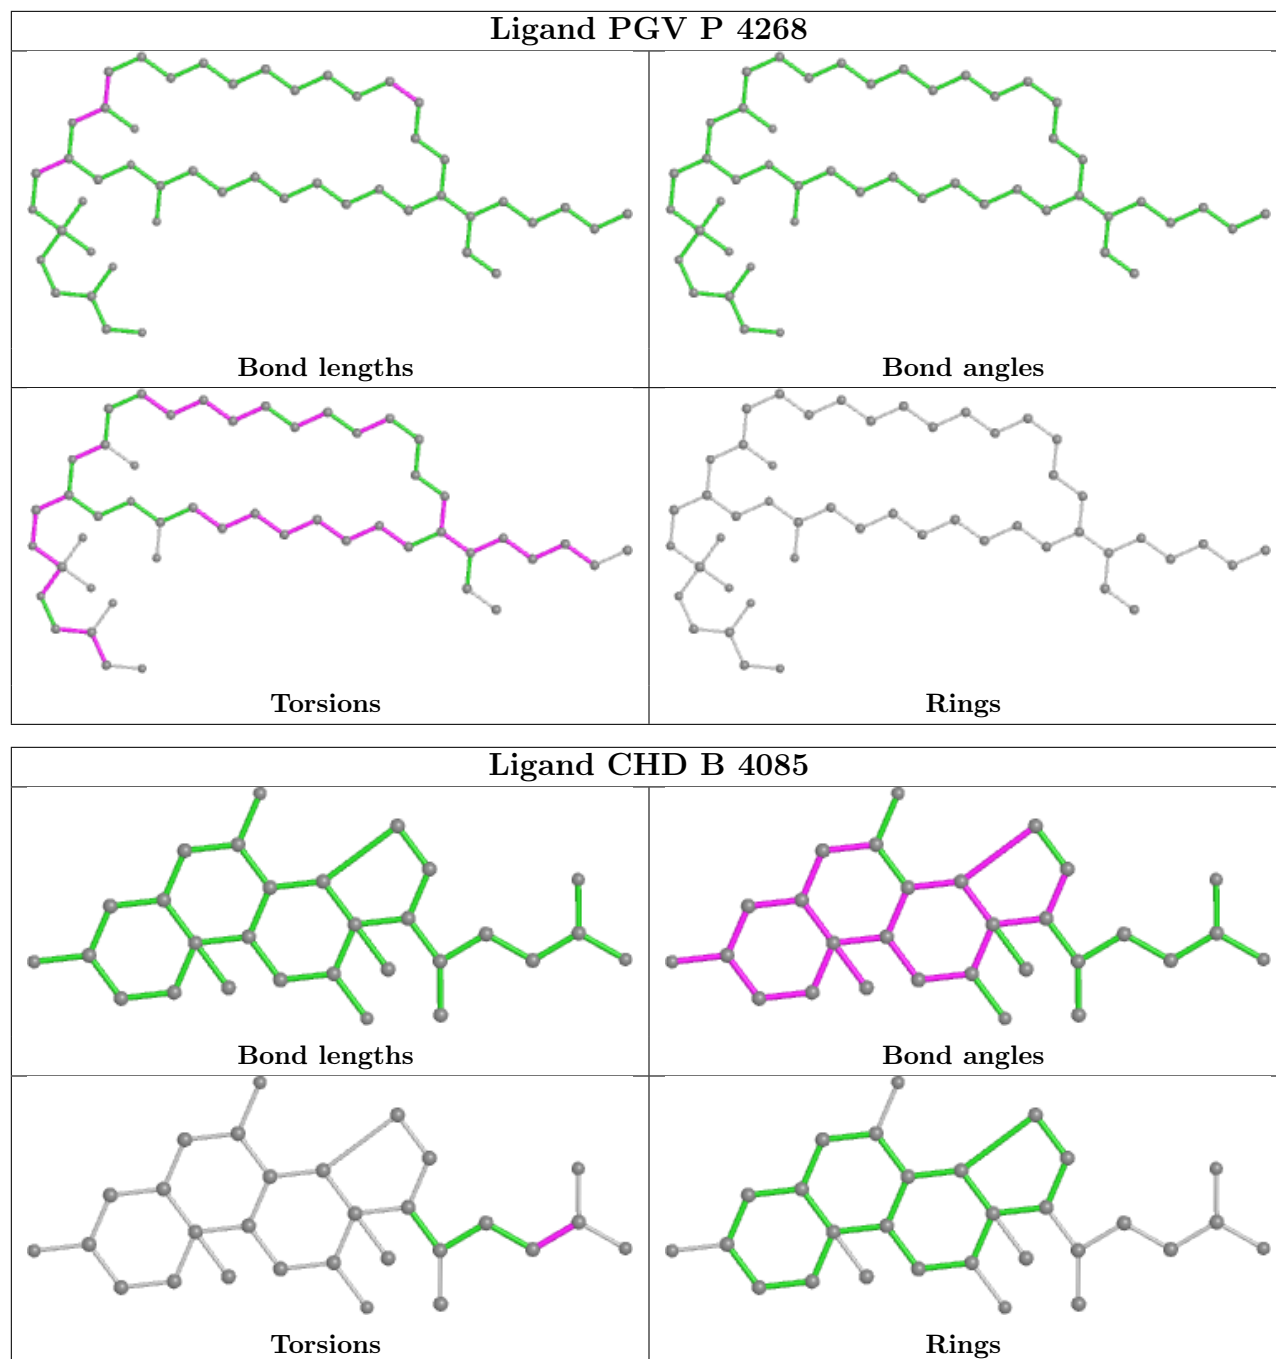 Ligand PGV P 4268
Bond lengths
Bond angles
Torsions
Rings
Ligand CHD B 4085
Bond lengths
Bond angles
Torsions
Rings